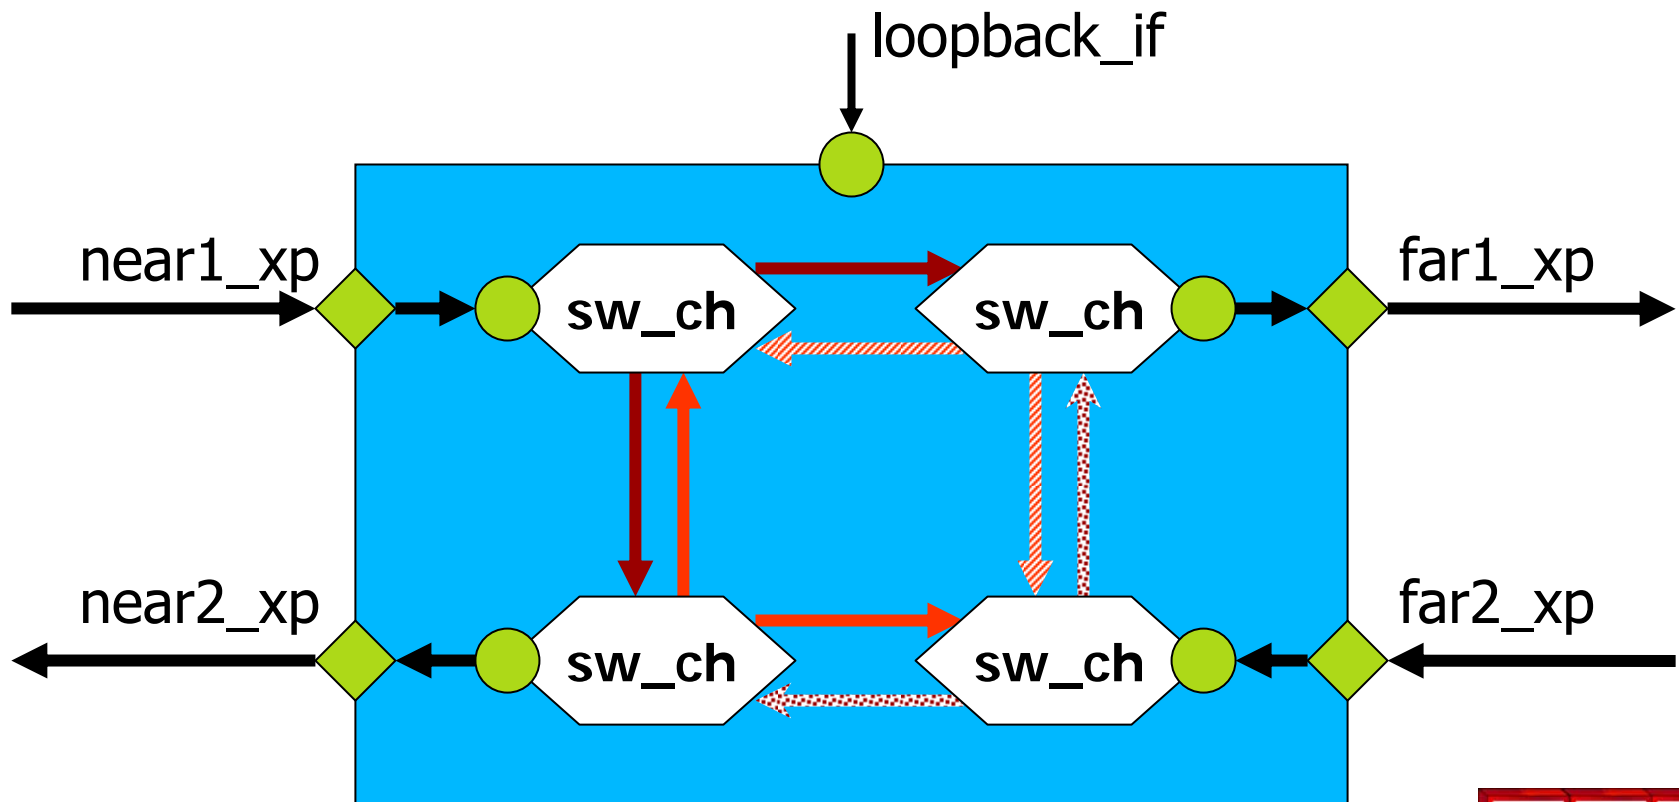 loopback_if
near1_xp
far1_xp
sw_ch
sw_ch
near2_xp
far2_xp
sw_ch
sw_ch